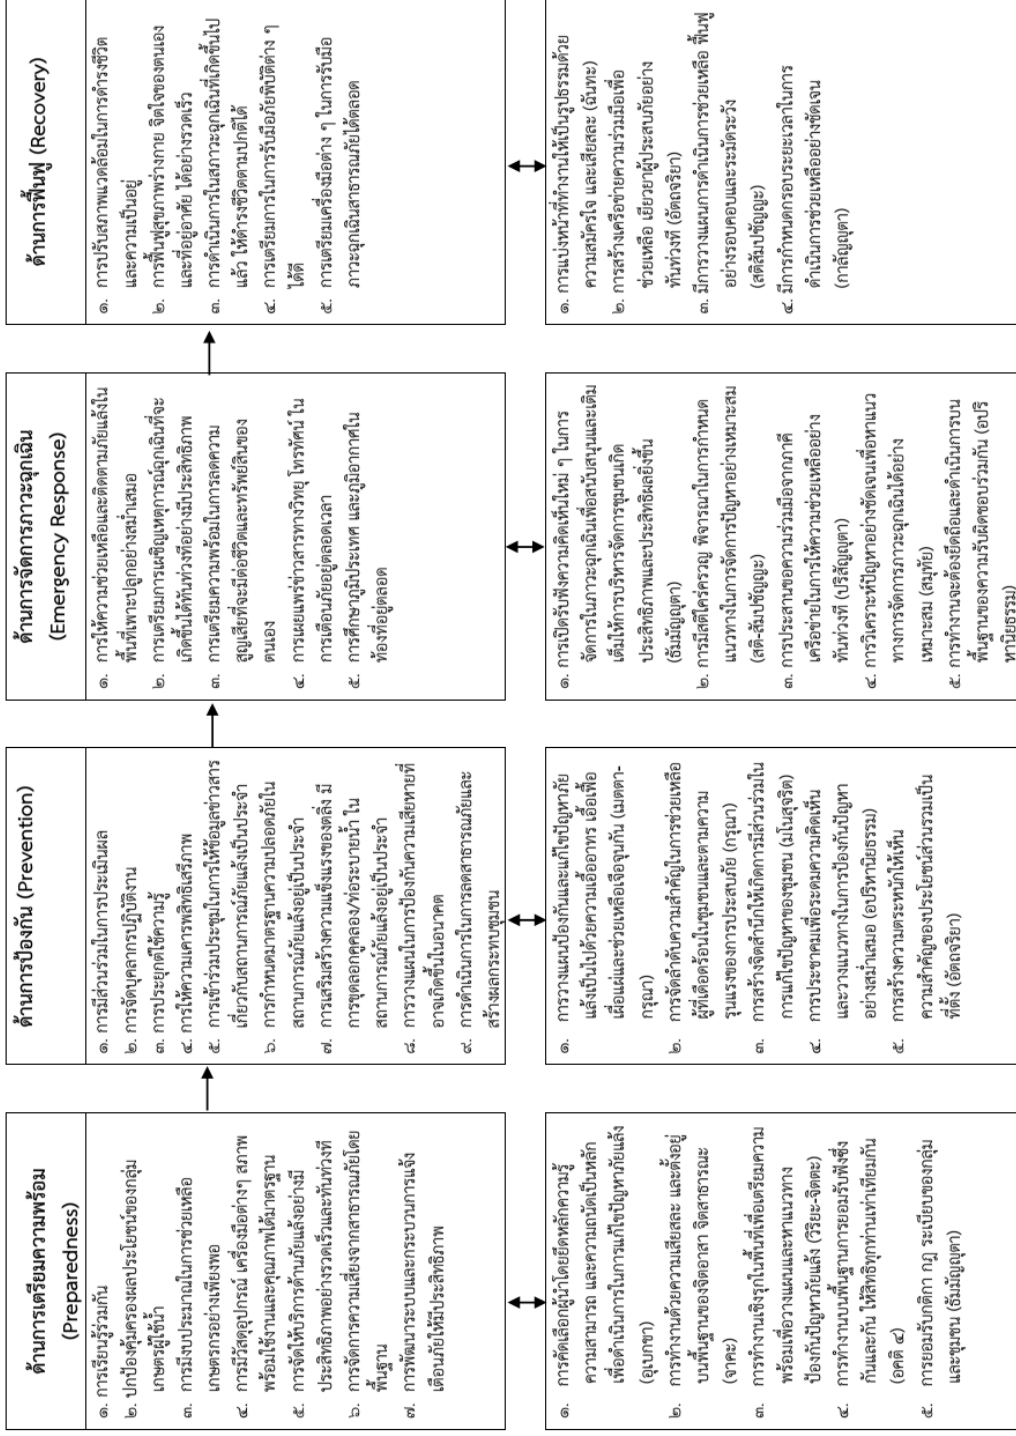 ด้านการเตรียมความพร้อม
(Preparedness)
๑. การเรียนรู้ร่วมกัน
๒. ปกป้องคุ้มครองผลประโยชน์ของกลุ่ม
เกษตรผู้ใช้น้ำ
๓. การมีงบประมาณในการช่วยเหลือ
เกษตรกรอย่างเพียงพอ
๔. การมีวัสดุอุปกรณ์ เครื่องมือต่างๆ สภาพ
พร้อมใช้งานและคุณภาพได้มาตรฐาน
๕. การจัดให้บริการด้านภัยแล้งอย่างมี
ประสิทธิภาพอย่างรวดเร็วและทันท่วงที
๖. การจัดการความเสี่ยงจากสาธารณภัยโดย
พื้นฐาน
๗. การพัฒนาระบบและกระบวนการแจ้ง
เตือนภัยให้มีประสิทธิภาพ
ด้านการป้องกัน (Prevention)
๑. การมีส่วนร่วมในการประเมินผล
๒. การจัดบุคลากรปฏิบัติงาน
๓. การประยุกต์ใช้ความรู้
๔. การให้ความเคารพสิทธิเสรีภาพ
๕. การเข้าร่วมประชุมในการให้ข้อมูลข่าวสาร
เกี่ยวกับสถานการณ์ภัยแล้งเป็นประจำ
๖. การกำหนดมาตรฐานความปลอดภัยใน
สถานการณ์ภัยแล้งอยู่เป็นประจำ
๗. การเสริมสร้างความแข็งแรงของตลิ่ง มี
การขุดลอกคูคลอง/ท่อระบายน้ำ ใน
สถานการณ์ภัยแล้งอยู่เป็นประจำ
๘. การวางแผนในการป้องกันความเสียหายที่
อาจเกิดขึ้นในอนาคต
๙. การดำเนินการในการลดสาธารณภัยและ
สร้างผลกระทบชุมชน
ด้านการจัดการภาวะฉุกเฉิน
(Emergency Response)
๑. การให้ความช่วยเหลือและติดตามภัยแล้งใน
พื้นที่เพาะปลูกอย่างสม่ำเสมอ
๒. การเตรียมการเผชิญเหตุการณ์ฉุกเฉินที่จะ
เกิดขึ้นได้ทันท่วงทีอย่างมีประสิทธิภาพ
๓. การเตรียมความพร้อมในการลดความ
สูญเสียที่จะมีต่อชีวิตและทรัพย์สินของ
ตนเอง
๔. การเผยแพร่ข่าวสารทางวิทยุ โทรทัศน์ ใน
การเตือนภัยอยู่ตลอดเวลา
๕. การศึกษาภูมิประเทศ และภูมิอากาศใน
ท้องที่อยู่ตลอด
ด้านการฟื้นฟู (Recovery)
๑. การปรับสภาพแวดล้อมในการดำรงชีวิต
และความเป็นอยู่
๒. การฟื้นฟูสุขภาพร่างกาย จิตใจของตนเอง
และที่อยู่อาศัย ได้อย่างรวดเร็ว
๓. การดำเนินการในสภาวะฉุกเฉินที่เกิดขึ้นไป
แล้ว ให้ดำรงชีวิตตามปกติได้
๔. การเตรียมการในการรับมือภัยพิบัติต่าง ๆ
ได้ดี
๕. การเตรียมเครื่องมือต่าง ๆ ในการรับมือ
ภาวะฉุกเฉินสาธารณภัยได้ตลอด
๑. การคัดเลือกผู้นำโดยยึดหลักความรู้
ความสามารถ และความถนัดเป็นหลัก
เพื่อดำเนินการในการแก้ไขปัญหาภัยแล้ง
(อุเบกขา)
๒. การทำงานด้วยความเสียสละ และตั้งอยู่
บนพื้นฐานของจิตอาสา จิตสาธารณะ
(จาคะ)
๓. การทำงานเชิงรุกในพื้นที่เพื่อเตรียมความ
พร้อมเพื่อวางแผนและหาแนวทาง
ป้องกันปัญหาภัยแล้ง (วิริยะ-จิตตะ)
๔. การทำงานบนพื้นฐานการยอมรับฟังซึ่ง
กันและกัน ให้สิทธิทุกท่านเท่าเทียมกัน
(อคติ ๔)
๕. การยอมรับกติกา กฎ ระเบียบของกลุ่ม
และชุมชน (ธัมมัญญุตา)
๑. การวางแผนป้องกันและแก้ไขปัญหาภัย
แล้งเป็นไปด้วยความเอื้ออาทร เอื้อเฟื้อ
เผื่อแผ่และช่วยเหลือเจือจุนกัน (เมตตา-
กรุณา)
๒. การจัดลำดับความสำคัญในการช่วยเหลือ
ผู้ที่เดือดร้อนในชุมชนและตามความ
รุนแรงของการประสบภัย (กรุณา)
๓. การสร้างจิตสำนึกให้เกิดการมีส่วนร่วมใน
การแก้ไขปัญหาของชุมชน (มโนสุจริต)
๔. การประชาคมเพื่อระดมความคิดเห็น
และวางแนวทางในการป้องกันปัญหา
อย่างสม่ำเสมอ (อปริหานิยธรรม)
๕. การสร้างความตระหนักให้เห็น
ความสำคัญของประโยชน์ส่วนรวมเป็น
ที่ตั้ง (อัตถจริยา)
๑. การเปิดรับฟังความคิดเห็นใหม่ ๆ ในการ
จัดการในภาวะฉุกเฉินเพื่อสนับสนุนและเติม
เต็มให้การบริหารจัดการชุมชนเกิด
ประสิทธิภาพและประสิทธิผลยิ่งขึ้น
(ธัมมัญญุตา)
๒. การมีสติใคร่ครวญ พิจารณาในการกำหนด
แนวทางในการจัดการปัญหาอย่างเหมาะสม
(สติ-สัมปชัญญะ)
๓. การประสานขอความร่วมมือจากภาคี
เครือข่ายในการให้ความช่วยเหลืออย่าง
ทันท่วงที (ปริสัญญุตา)
๔. การวิเคราะห์ปัญหาอย่างชัดเจนเพื่อหาแนว
ทางการจัดการภาวะฉุกเฉินได้อย่าง
เหมาะสม (สมุทัย)
๕. การทำงานจะต้องยึดถือและดำเนินการบน
พื้นฐานของความรับผิดชอบร่วมกัน (อปริ
หานิยธรรม)
๑. การแบ่งหน้าที่ทำงานให้เป็นรูปธรรมด้วย
ความสมัครใจ และเสียสละ (ฉันทะ)
๒. การสร้างเครือข่ายความร่วมมือเพื่อ
ช่วยเหลือ เยียวยาผู้ประสบภัยอย่าง
ทันท่วงที (อัตถจริยา)
๓. มีการวางแผนการดำเนินการช่วยเหลือ ฟื้นฟู
อย่างรอบคอบและระมัดระวัง
(สติสัมปชัญญะ)
๔. มีการกำหนดกรอบระยะเวลาในการ
ดำเนินการช่วยเหลืออย่างชัดเจน
(กาลัญญุตา)